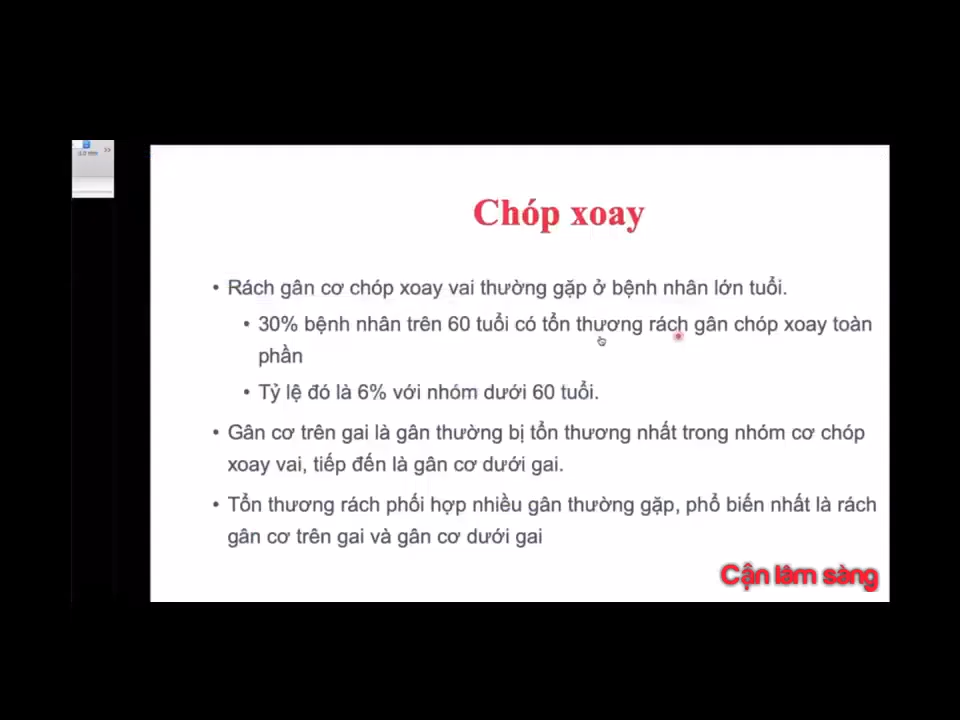 Chóp xoay
• Rách gân cơ chóp xoay vai thường gặp ở bệnh nhân lớn tuổi.
• 30% bệnh nhân trên 60 tuổi có tổn thương rách gân chóp xoay toàn
phần
• Tỷ lệ đó là 6% với nhóm dưới 60 tuổi.
• Gân cơ trên gai là gân thường bị tổn thương nhất trong nhóm cơ chóp
xoay vai, tiếp đến là gân cơ dưới gai.
• Tổn thương rách phối hợp nhiều gân thường gặp, phổ biến nhất là rách
gân cơ trên gai và gân cơ dưới gai
Cận lâm sàng